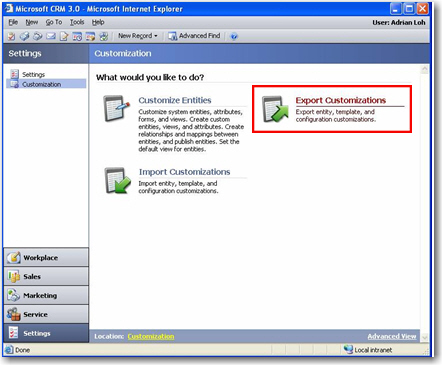 Microsoft CRM 3.0 - Microsoft Internet Explorer
File View Go To Tools Help
User: Adrian Loh
New Record Advanced Find
Settings
Customization
Settings
Customization
What would you like to do?
Customize Entities
Customize system entities, attributes,
forms, and views. Create custom
entities, views, and attributes. Create
relationships and mappings between
entities, and publish entities. Set the
default view for entities.
Export Customizations
Export entity, template, and
configuration customizations.
Import Customizations
Import entity, template, and
configuration customizations.
Workplace
Sales
Marketing
Service
Settings
Location: Customization
Advanced View
Done
Local intranet